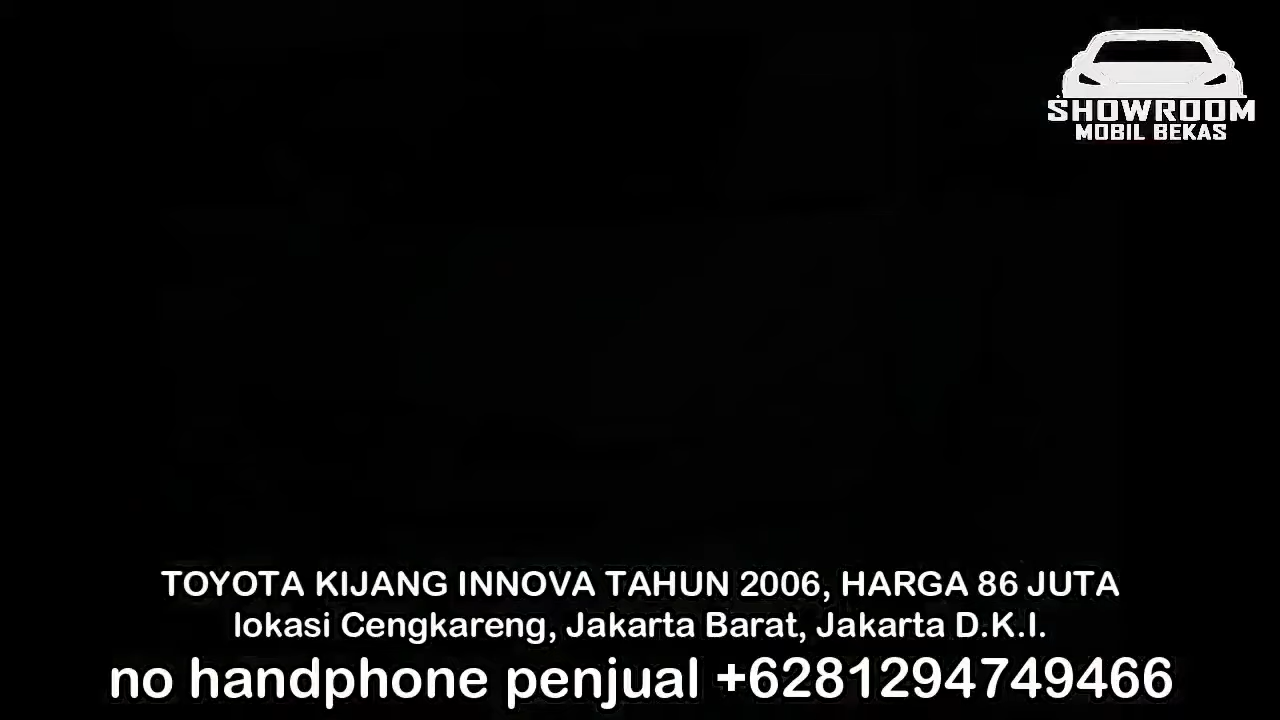 SHOWROOM
MOBIL BEKAS
TOYOTA KIJANG INNOVA TAHUN 2006, HARGA 86 JUTA
lokasi Cengkareng, Jakarta Barat, Jakarta D.K.I.
no handphone penjual +6281294749466